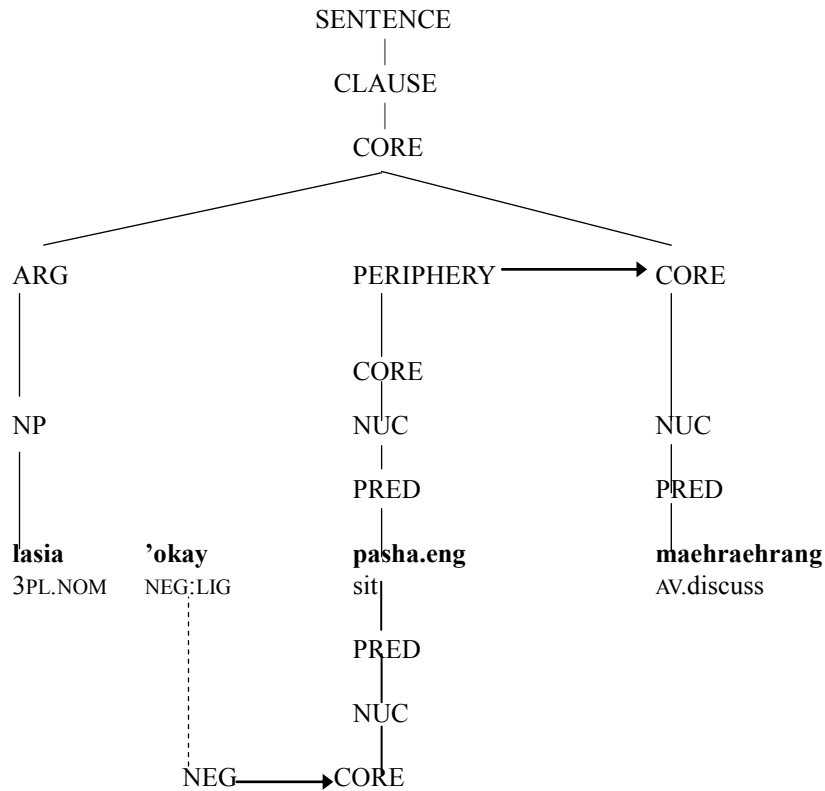 SENTENCE
CLAUSE
CORE
ARG PERIPHERY CORE
CORE
NP NUC NUC
PRED PRED
lasia ’okay pasha.eng maehraehrang
3PL.NOM NEG:LIG sit AV.discuss
PRED
NUC
NEG CORE